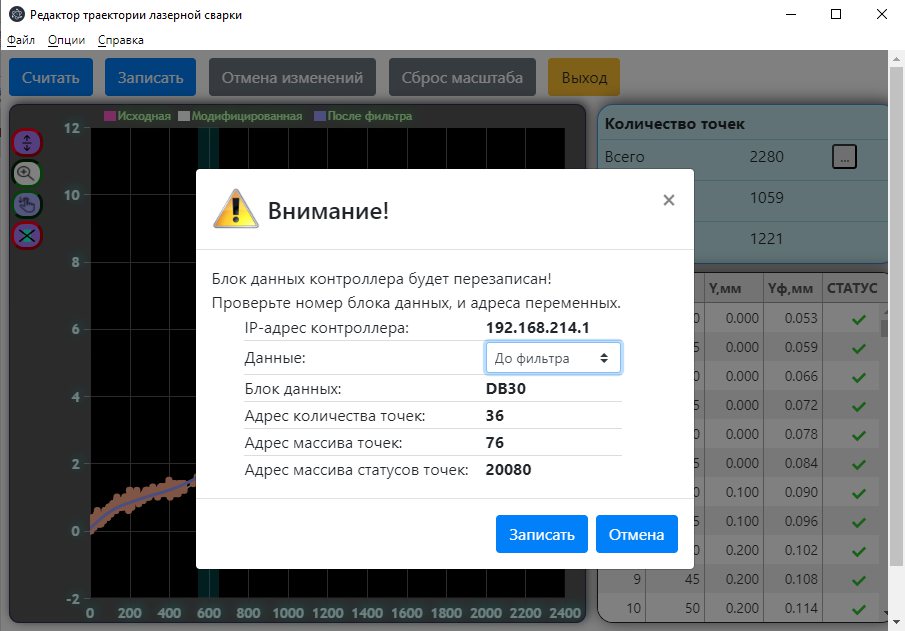 Редактор траектории лазерной сварки
Файл Опции Справка
Считать Записать Отмена изменений Сброс масштаба Выход
Исходная Модифицированная После фильтра
12
10
8
6
4
2
0
-2
0 200 400 600 800 1000 1200 1400 1600 1800 2000 2200 2400
Количество точек
Всего 2280 ...
1059
1221
Внимание! ×
Блок данных контроллера будет перезаписан!
Проверьте номер блока данных, и адреса переменных.
IP-адрес контроллера: 192.168.214.1
Данные: До фильтра
Блок данных: DB30
Адрес количества точек: 36
Адрес массива точек: 76
Адрес массива статусов точек: 20080
Записать Отмена
Y,мм Yф,мм СТАТУС
0 0.000 0.053
5 0.000 0.059
0 0.000 0.066
5 0.000 0.072
0 0.000 0.078
5 0.000 0.084
0 0.100 0.090
5 0.100 0.096
0 0.200 0.102
9 45 0.200 0.108
10 50 0.200 0.114